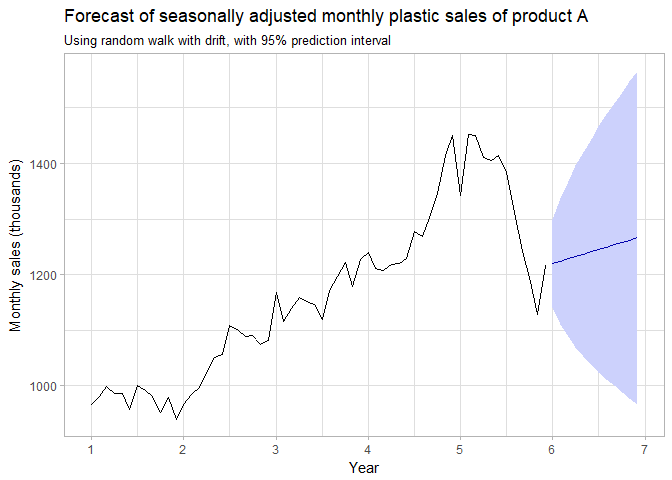 Forecast of seasonally adjusted monthly plastic sales of product A
Using random walk with drift, with 95% prediction interval
Monthly sales (thousands)
1400
1200
1000
1 2 3 4 5 6 7
Year